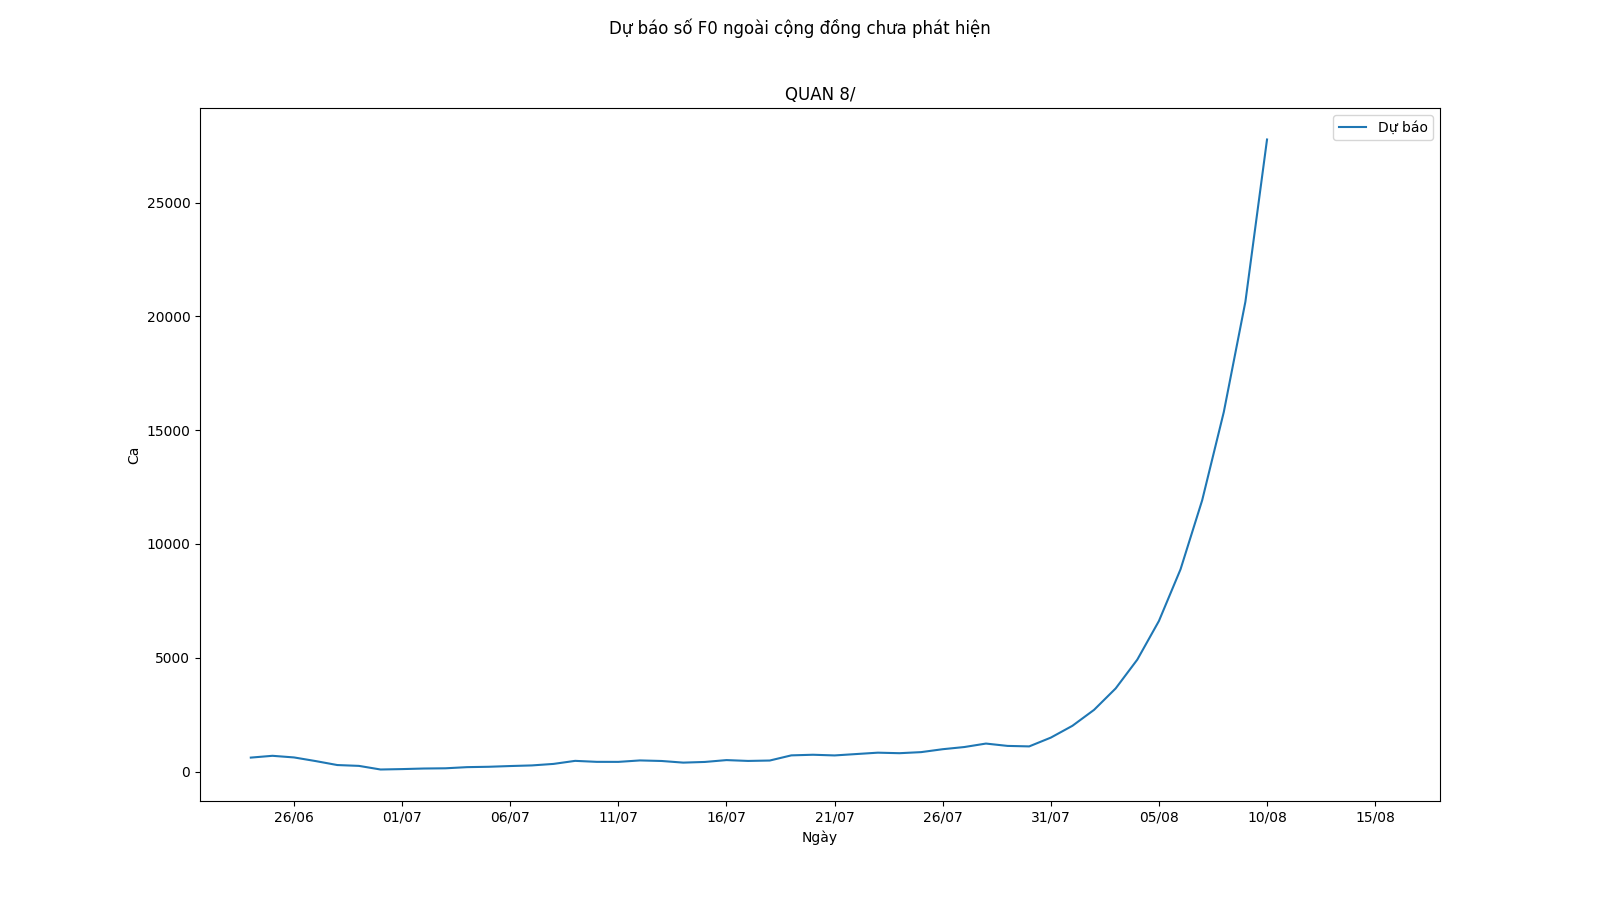 Dự báo số F0 ngoài cộng đồng chưa phát hiện
QUAN 8/
Dự báo
25000
20000
15000
10000
5000
0
Ca
26/06 01/07 06/07 11/07 16/07 21/07 26/07 31/07 05/08 10/08 15/08
Ngày